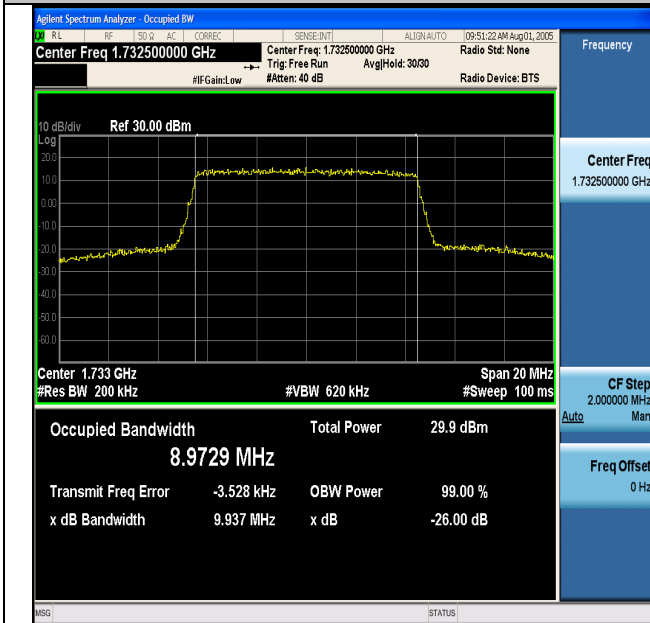 Agilent Spectrum Analyzer - Occupied BW
RL RF 50 Ω AC CORREC SENSE:INT ALIGN AUTO 09:51:22 AM Aug 01, 2005
Center Freq 1.732500000 GHz
Center Freq: 1.732500000 GHz
Radio Std: None
Trig: Free Run Avg|Hold: 30/30
#IFGain:Low
#Atten: 40 dB
Radio Device: BTS
Frequency
10 dB/div Ref 30.00 dBm
Log
20.0
10.0
0.00
-10.0
-20.0
-30.0
-40.0
-50.0
-60.0
Center Freq
1.732500000 GHz
Center 1.733 GHz Span 20 MHz
#Res BW 200 kHz #VBW 620 kHz #Sweep 100 ms
CF Step
2.000000 MHz
Auto Man
Occupied Bandwidth Total Power 29.9 dBm
8.9729 MHz
Transmit Freq Error -3.528 kHz OBW Power 99.00 %
x dB Bandwidth 9.937 MHz x dB -26.00 dB
Freq Offset
0 Hz
MSG STATUS